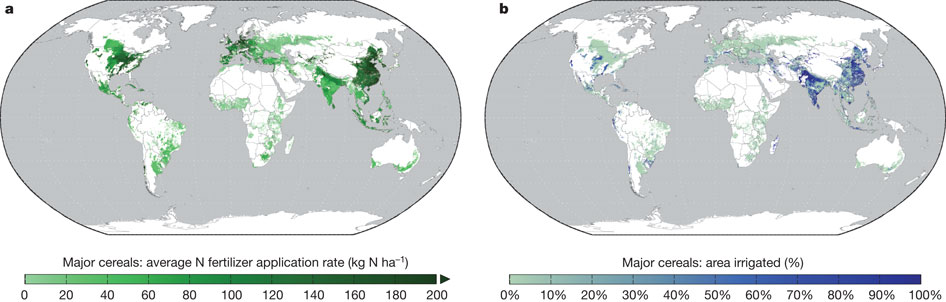 a
b
Major cereals: average N fertilizer application rate (kg N ha⁻¹)
0 20 40 60 80 100 120 140 160 180 200
Major cereals: area irrigated (%)
0% 10% 20% 30% 40% 50% 60% 70% 80% 90% 100%